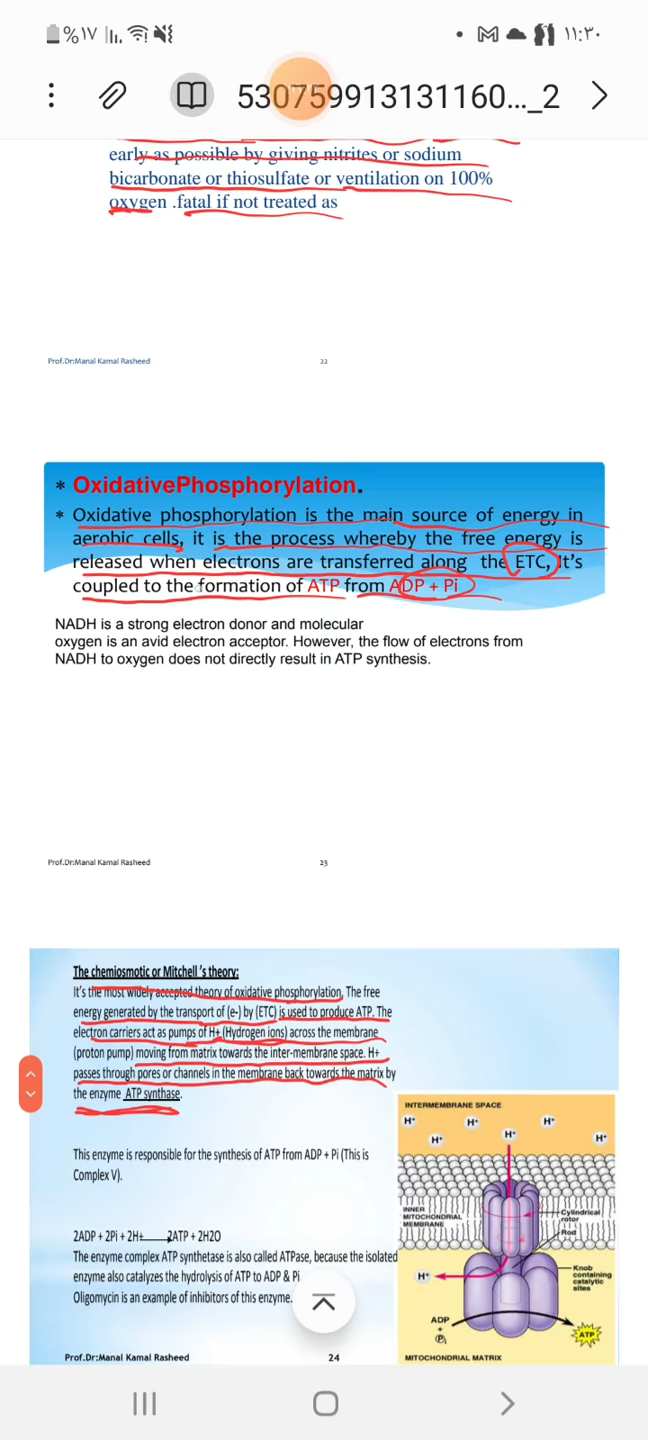 %١٧
١١:٣٠
530759913131160..._2
early as possible by giving nitrites or sodium
bicarbonate or thiosulfate or ventilation on 100%
oxygen .fatal if not treated as
Prof.Dr:Manal Kamal Rasheed 22
* OxidativePhosphorylation.
* Oxidative phosphorylation is the main source of energy in
aerobic cells, it is the process whereby the free energy is
released when electrons are transferred along the ETC, It's
coupled to the formation of ATP from ADP + Pi
NADH is a strong electron donor and molecular
oxygen is an avid electron acceptor. However, the flow of electrons from
NADH to oxygen does not directly result in ATP synthesis.
Prof.Dr:Manal Kamal Rasheed 23
The chemiosmotic or Mitchell 's theory:
It's the most widely accepted theory of oxidative phosphorylation, The free
energy generated by the transport of (e-) by (ETC) is used to produce ATP. The
electron carriers act as pumps of H+ (Hydrogen ions) across the membrane
(proton pump) moving from matrix towards the inter-membrane space. H+
passes through pores or channels in the membrane back towards the matrix by
the enzyme ATP synthase.
This enzyme is responsible for the synthesis of ATP from ADP + Pi (This is
Complex V).
2ADP + 2Pi + 2H+ 2ATP + 2H2O
The enzyme complex ATP synthetase is also called ATPase, because the isolated
enzyme also catalyzes the hydrolysis of ATP to ADP & Pi
Oligomycin is an example of inhibitors of this enzyme.
INTERMEMBRANE SPACE
H+ H+ H+ H+ H+ H+
INNER
MITOCHONDRIAL
MEMBRANE
Cylindrical
rotor
Rod
Knob
containing
catalytic
sites
H+
ADP
+
Pi
ATP
MITOCHONDRIAL MATRIX
Prof.Dr:Manal Kamal Rasheed 24